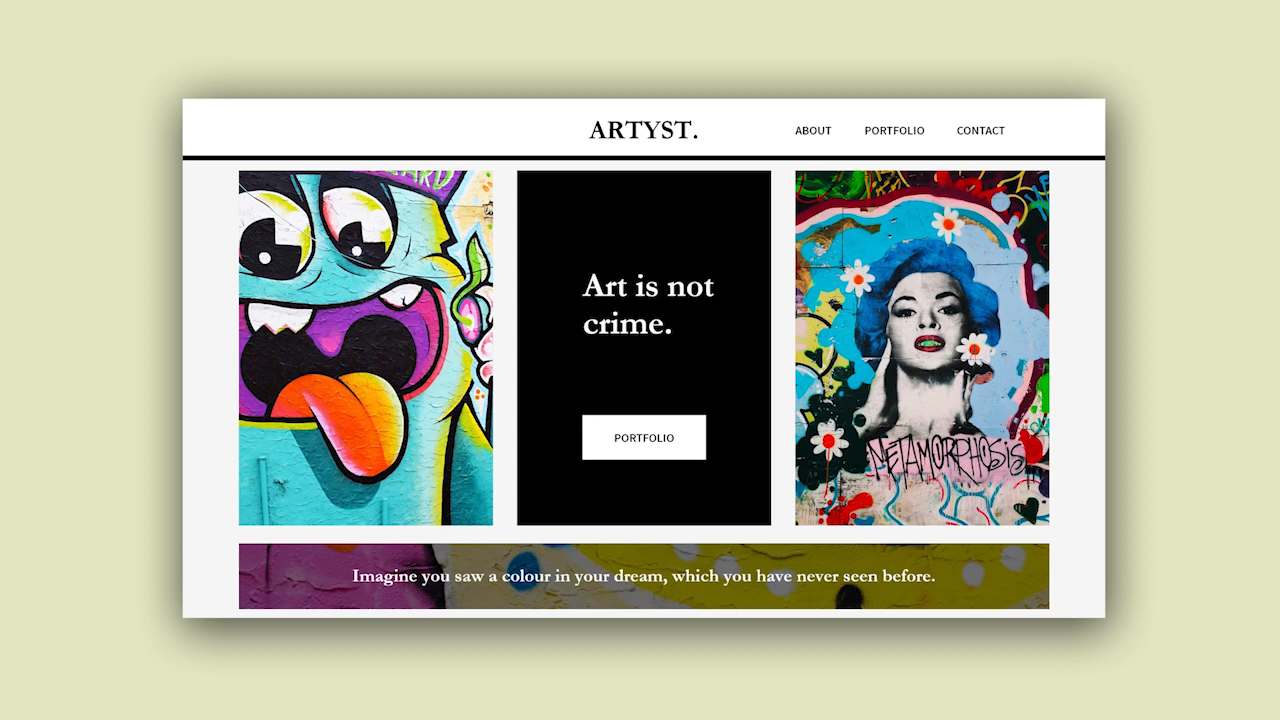 ARTYST.
ABOUT PORTFOLIO CONTACT
Art is not
crime.
PORTFOLIO
METAMORPHOSIS
Imagine you saw a colour in your dream, which you have never seen before.